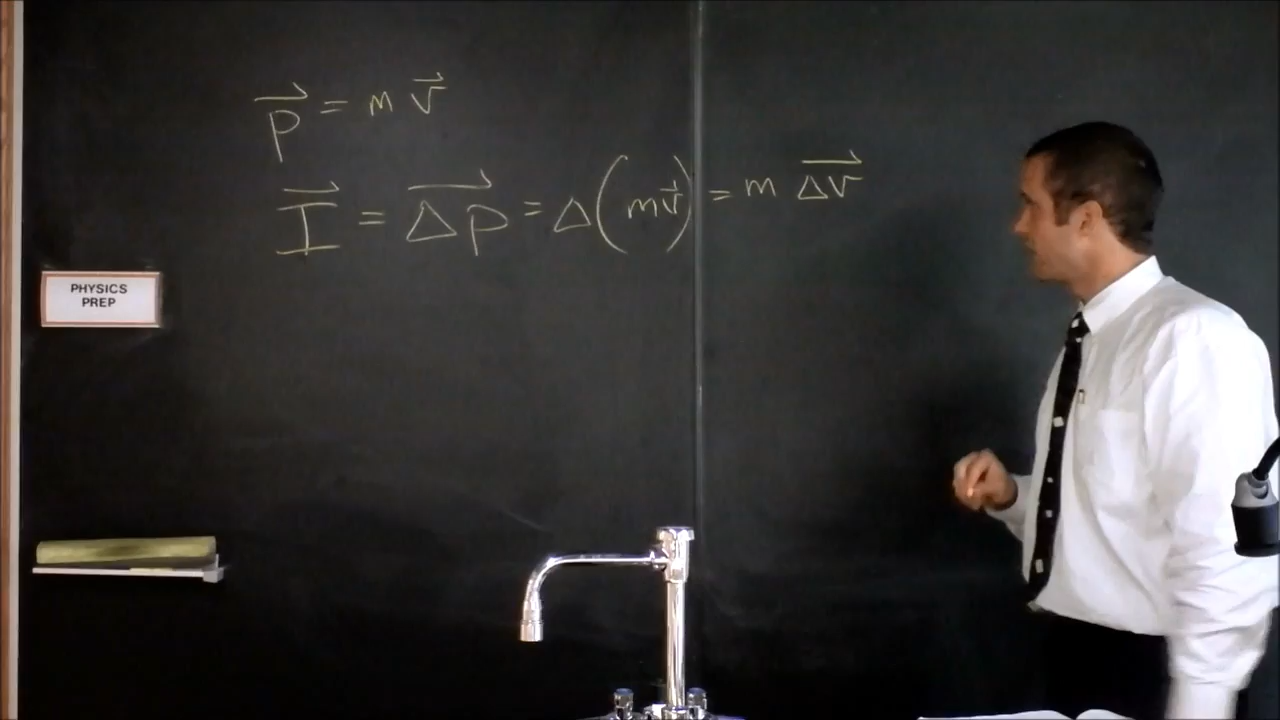 p⃗ = m v⃗
I⃗ = Δp⃗ = Δ(mv⃗) = m Δv⃗
PHYSICS
PREP